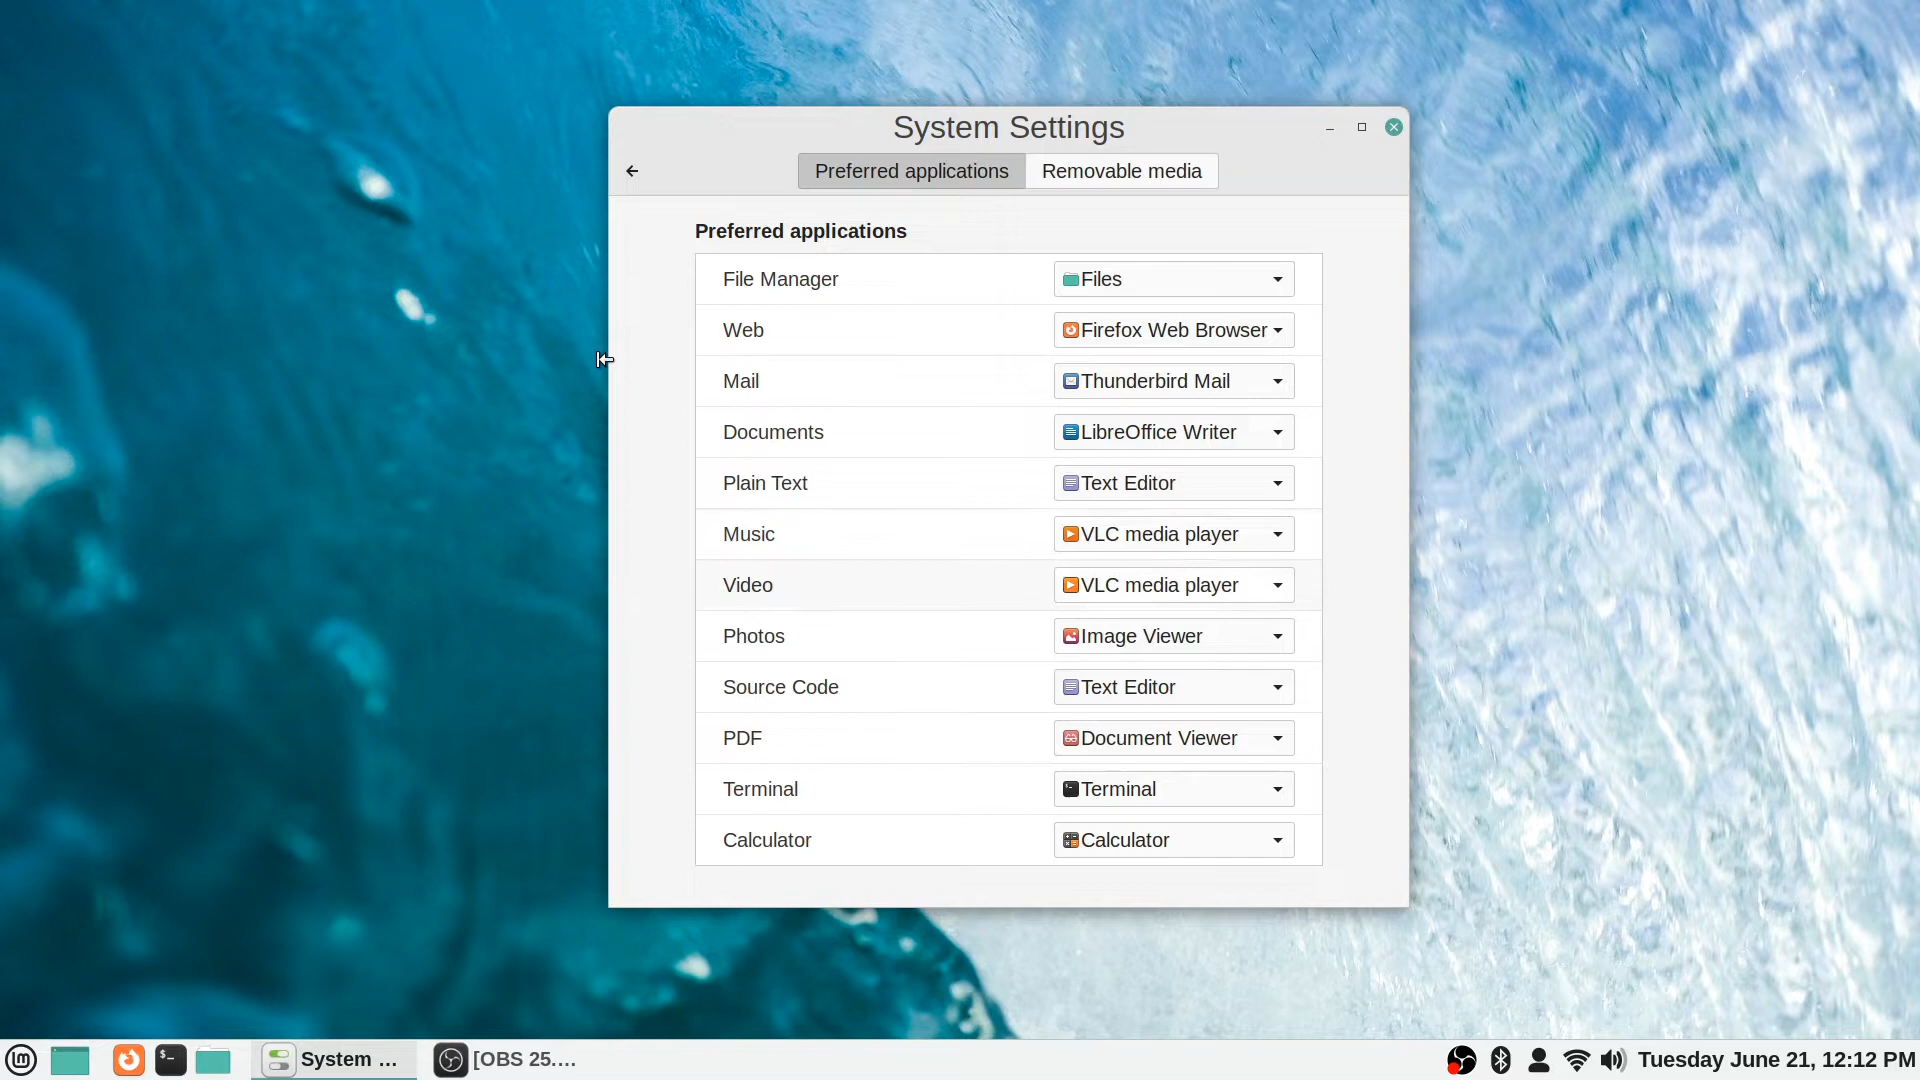 System Settings
Preferred applications
Removable media
Preferred applications
File Manager
Files
Web
Firefox Web Browser
Mail
Thunderbird Mail
Documents
LibreOffice Writer
Plain Text
Text Editor
Music
VLC media player
Video
VLC media player
Photos
Image Viewer
Source Code
Text Editor
PDF
Document Viewer
Terminal
Terminal
Calculator
Calculator
System ...
[OBS 25....
Tuesday June 21, 12:12 PM